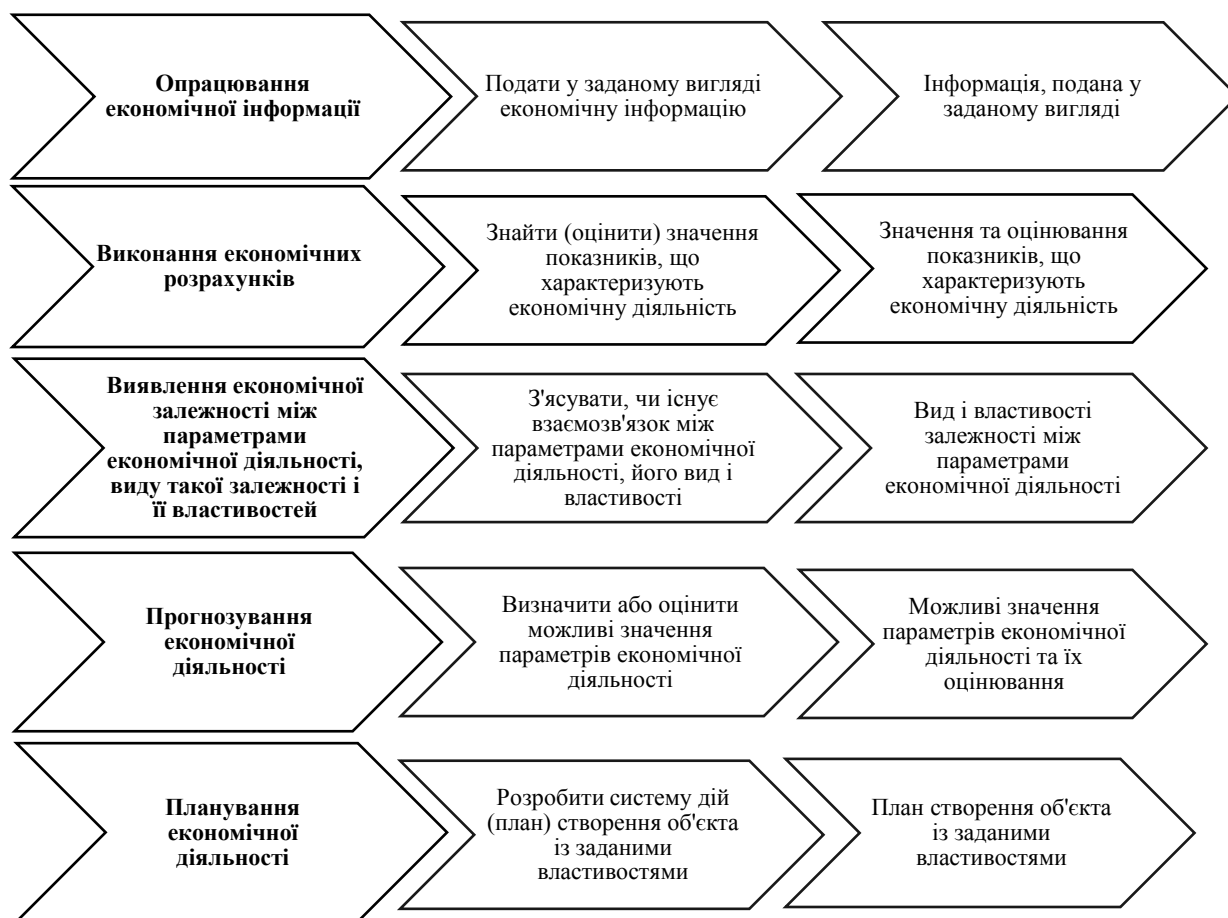 Опрацювання
економічної інформації
Подати у заданому вигляді
економічну інформацію
Інформація, подана у
заданому вигляді
Виконання економічних
розрахунків
Знайти (оцінити) значення
показників, що
характеризують
економічну діяльність
Значення та оцінювання
показників, що
характеризують
економічну діяльність
Виявлення економічної
залежності між
параметрами
економічної діяльності,
виду такої залежності і
її властивостей
З'ясувати, чи існує
взаємозв'язок між
параметрами економічної
діяльності, його вид і
властивості
Вид і властивості
залежності між
параметрами
економічної діяльності
Прогнозування
економічної
діяльності
Визначити або оцінити
можливі значення
параметрів економічної
діяльності
Можливі значення
параметрів економічної
діяльності та їх
оцінювання
Планування
економічної
діяльності
Розробити систему дій
(план) створення об'єкта
із заданими
властивостями
План створення об'єкта
із заданими
властивостями